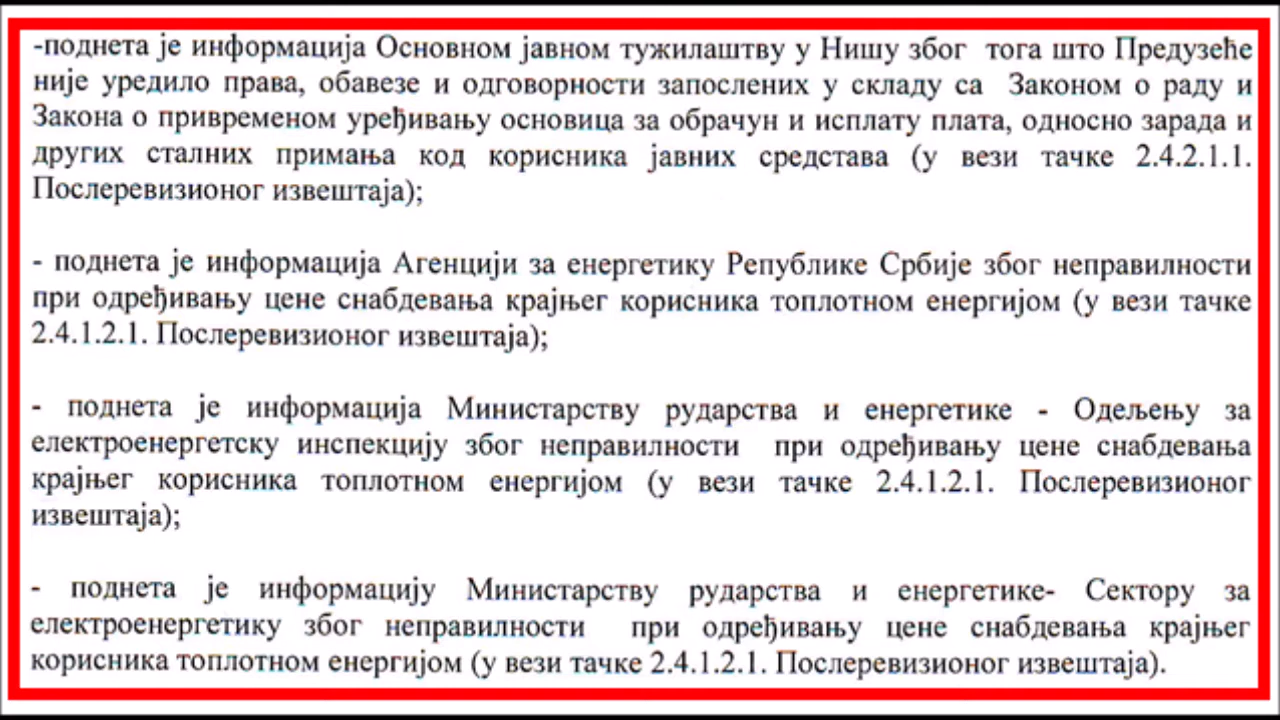 -поднета је информација Основном јавном тужилаштву у Нишу због тога што Предузеће
није уредило права, обавезе и одговорности запослених у складу са Законом о раду и
Закона о привременом уређивању основица за обрачун и исплату плата, односно зарада и
других сталних примања код корисника јавних средстава (у вези тачке 2.4.2.1.1.
Послеревизионог извештаја);
- поднета је информација Агенцији за енергетику Републике Србије због неправилности
при одређивању цене снабдевања крајњег корисника топлотном енергијом (у вези тачке
2.4.1.2.1. Послеревизионог извештаја);
- поднета је информација Министарству рударства и енергетике - Одељењу за
електроенергетску инспекцију због неправилности при одређивању цене снабдевања
крајњег корисника топлотном енергијом (у вези тачке 2.4.1.2.1. Послеревизионог
извештаја);
- поднета је информацију Министарству рударства и енергетике- Сектору за
електроенергетику због неправилности при одређивању цене снабдевања крајњег
корисника топлотном енергијом (у вези тачке 2.4.1.2.1. Послеревизионог извештаја).